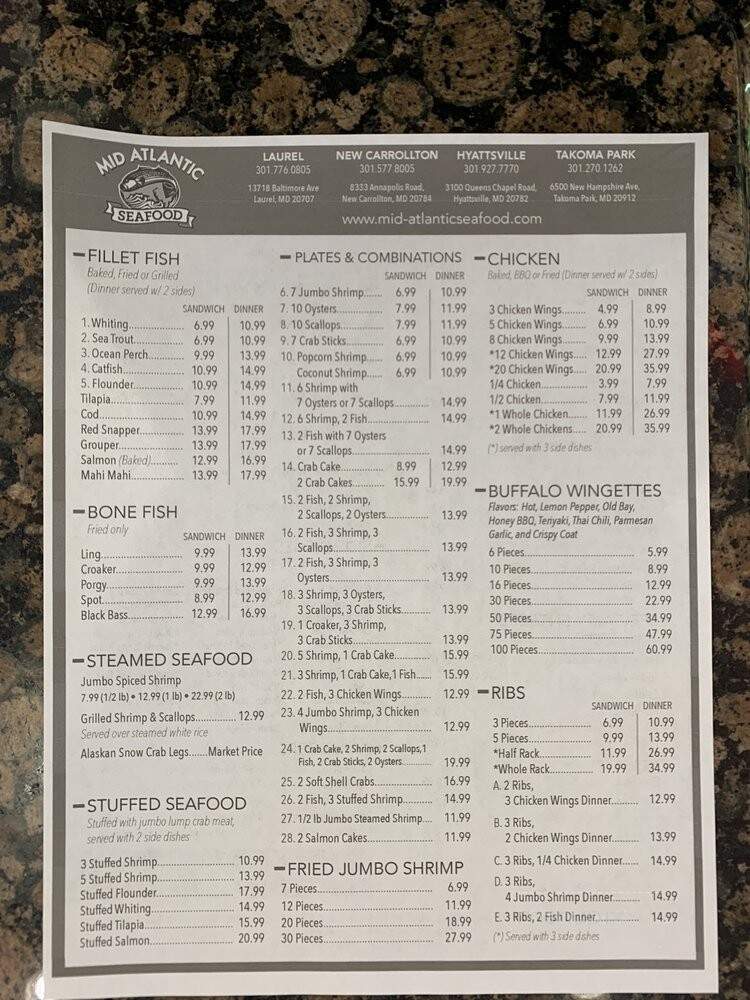 MID ATLANTIC
SEAFOOD
LAUREL
301.776.0805
13718 Baltimore Ave
Laurel, MD 20707
NEW CARROLLTON
301.577.8005
8333 Annapolis Road,
New Carrollton, MD 20784
HYATTSVILLE
301.927.7770
3100 Queens Chapel Road,
Hyattsville, MD 20782
TAKOMA PARK
301.270.1262
6500 New Hampshire Ave,
Takoma Park, MD 20912
www.mid-atlanticseafood.com
FILLET FISH
Baked, Fried or Grilled
(Dinner served w/ 2 sides)
SANDWICH DINNER
1. Whiting 6.99 10.99
2. Sea Trout 6.99 10.99
3. Ocean Perch 9.99 13.99
4. Catfish 10.99 14.99
5. Flounder 10.99 14.99
Tilapia 7.99 11.99
Cod 10.99 14.99
Red Snapper 13.99 17.99
Grouper 13.99 17.99
Salmon (Baked) 12.99 16.99
Mahi Mahi 13.99 17.99
BONE FISH
Fried only
SANDWICH DINNER
Ling 9.99 13.99
Croaker 9.99 12.99
Porgy 9.99 13.99
Spot 8.99 12.99
Black Bass 12.99 16.99
STEAMED SEAFOOD
Jumbo Spiced Shrimp
7.99 (1/2 lb) • 12.99 (1 lb) • 22.99 (2 lb)
Grilled Shrimp & Scallops 12.99
Served over steamed white rice
Alaskan Snow Crab Legs Market Price
STUFFED SEAFOOD
Stuffed with jumbo lump crab meat,
served with 2 side dishes
3 Stuffed Shrimp 10.99
5 Stuffed Shrimp 13.99
Stuffed Flounder 17.99
Stuffed Whiting 14.99
Stuffed Tilapia 15.99
Stuffed Salmon 20.99
PLATES & COMBINATIONS
SANDWICH DINNER
6. 7 Jumbo Shrimp 6.99 10.99
7. 10 Oysters 7.99 11.99
8. 10 Scallops 7.99 11.99
9. 7 Crab Sticks 6.99 10.99
10. Popcorn Shrimp 6.99 10.99
Coconut Shrimp 6.99 10.99
11. 6 Shrimp with
7 Oysters or 7 Scallops 14.99
12. 6 Shrimp, 2 Fish 14.99
13. 2 Fish with 7 Oysters
or 7 Scallops 14.99
14. Crab Cake 8.99 12.99
2 Crab Cakes 15.99 19.99
15. 2 Fish, 2 Shrimp,
2 Scallops, 2 Oysters 13.99
16. 2 Fish, 3 Shrimp, 3
Scallops 13.99
17. 2 Fish, 3 Shrimp, 3
Oysters 13.99
18. 3 Shrimp, 3 Oysters,
3 Scallops, 3 Crab Sticks 13.99
19. 1 Croaker, 3 Shrimp,
3 Crab Sticks 13.99
20. 5 Shrimp, 1 Crab Cake 15.99
21. 3 Shrimp, 1 Crab Cake,1 Fish 15.99
22. 2 Fish, 3 Chicken Wings 12.99
23. 4 Jumbo Shrimp, 3 Chicken
Wings 12.99
24. 1 Crab Cake, 2 Shrimp, 2 Scallops,1
Fish, 2 Crab Sticks, 2 Oysters 19.99
25. 2 Soft Shell Crabs 16.99
26. 2 Fish, 3 Stuffed Shrimp 14.99
27. 1/2 lb Jumbo Steamed Shrimp 11.99
28. 2 Salmon Cakes 11.99
FRIED JUMBO SHRIMP
7 Pieces 6.99
12 Pieces 11.99
20 Pieces 18.99
30 Pieces 27.99
CHICKEN
Baked, BBQ or Fried (Dinner served w/ 2 sides)
SANDWICH DINNER
3 Chicken Wings 4.99 8.99
5 Chicken Wings 6.99 10.99
8 Chicken Wings 9.99 13.99
*12 Chicken Wings 12.99 27.99
*20 Chicken Wings 20.99 35.99
1/4 Chicken 3.99 7.99
1/2 Chicken 7.99 11.99
*1 Whole Chicken 11.99 26.99
*2 Whole Chickens 20.99 35.99
(*) served with 3 side dishes
BUFFALO WINGETTES
Flavors: Hot, Lemon Pepper, Old Bay,
Honey BBQ, Teriyaki, Thai Chili, Parmesan
Garlic, and Crispy Coat
6 Pieces 5.99
10 Pieces 8.99
16 Pieces 12.99
30 Pieces 22.99
50 Pieces 34.99
75 Pieces 47.99
100 Pieces 60.99
RIBS
SANDWICH DINNER
3 Pieces 6.99 10.99
5 Pieces 9.99 13.99
*Half Rack 11.99 26.99
*Whole Rack 19.99 34.99
A. 2 Ribs,
3 Chicken Wings Dinner 12.99
B. 3 Ribs,
2 Chicken Wings Dinner 13.99
C. 3 Ribs, 1/4 Chicken Dinner 14.99
D. 3 Ribs,
4 Jumbo Shrimp Dinner 14.99
E. 3 Ribs, 2 Fish Dinner 14.99
(*) Served with 3 side dishes